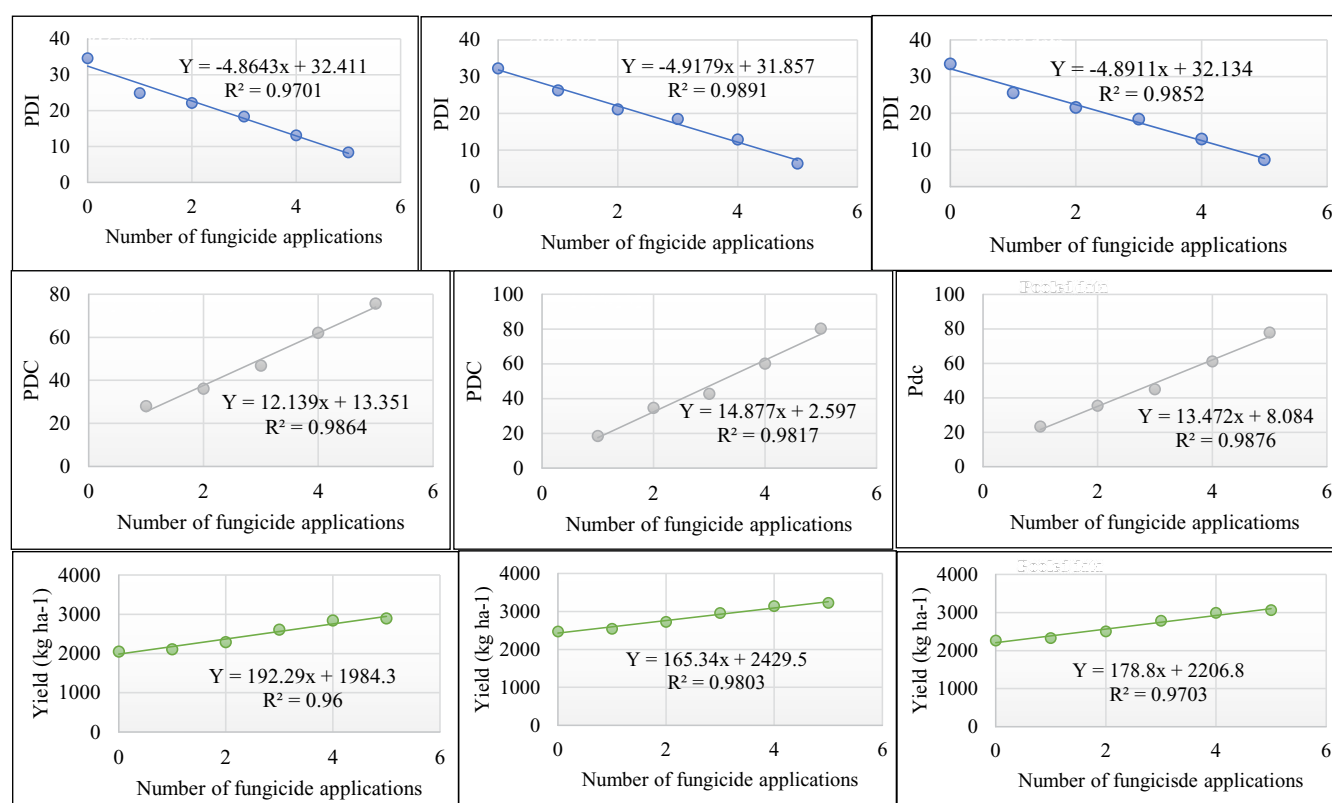 40
30
20
10
0
PDI
Y = -4.8643x + 32.411
R² = 0.9701
0 2 4 6
Number of fungicide applications
40
30
20
10
0
PDI
Y = -4.9179x + 31.857
R² = 0.9891
0 2 4 6
Number of fngicide applications
40
30
20
10
0
PDI
Y = -4.8911x + 32.134
R² = 0.9852
0 2 4 6
Number of fungicide applications
80
60
40
20
0
PDC
Y = 12.139x + 13.351
R² = 0.9864
0 2 4 6
Number of fungicide applications
100
80
60
40
20
0
PDC
Y = 14.877x + 2.597
R² = 0.9817
0 2 4 6
Number of fungicide applications
Pooled data
100
80
60
40
20
0
Pdc
Y = 13.472x + 8.084
R² = 0.9876
0 2 4 6
Number of fungicide applicatioms
4000
3000
2000
1000
0
Yield (kg ha-1)
Y = 192.29x + 1984.3
R² = 0.96
0 2 4 6
Number of fungicide applications
4000
3000
2000
1000
0
Yield (kg ha-1)
Y = 165.34x + 2429.5
R² = 0.9803
0 2 4 6
Number of fungicide applications
Pooled data
4000
3000
2000
1000
0
Yield (kg ha-1)
Y = 178.8x + 2206.8
R² = 0.9703
0 2 4 6
Number of fungicisde applications